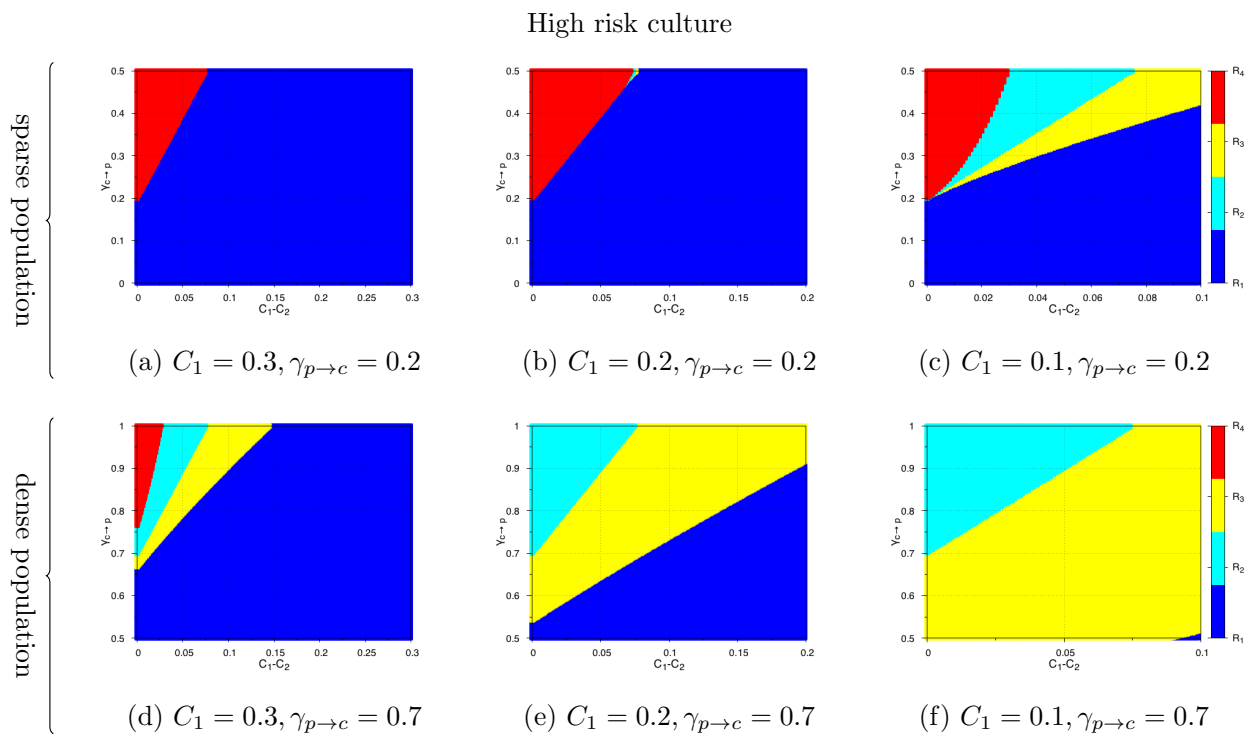 High risk culture
sparse population
0.5
0.4
0.3
0.2
0.1
0
γc→ p
0 0.05 0.1 0.15 0.2 0.25 0.3
C1-C2
(a) C1 = 0.3, γp→c = 0.2
0.5
0.4
0.3
0.2
0.1
0
γc→ p
0 0.05 0.1 0.15 0.2
C1-C2
(b) C1 = 0.2, γp→c = 0.2
0.5
0.4
0.3
0.2
0.1
0
γc→ p
0 0.02 0.04 0.06 0.08 0.1
C1-C2
R4
R3
R2
R1
(c) C1 = 0.1, γp→c = 0.2
dense population
1
0.9
0.8
0.7
0.6
0.5
γc→ p
0 0.05 0.1 0.15 0.2 0.25 0.3
C1-C2
(d) C1 = 0.3, γp→c = 0.7
1
0.9
0.8
0.7
0.6
0.5
γc→ p
0 0.05 0.1 0.15 0.2
C1-C2
(e) C1 = 0.2, γp→c = 0.7
1
0.9
0.8
0.7
0.6
0.5
γc→ p
0 0.05 0.1
C1-C2
R4
R3
R2
R1
(f) C1 = 0.1, γp→c = 0.7